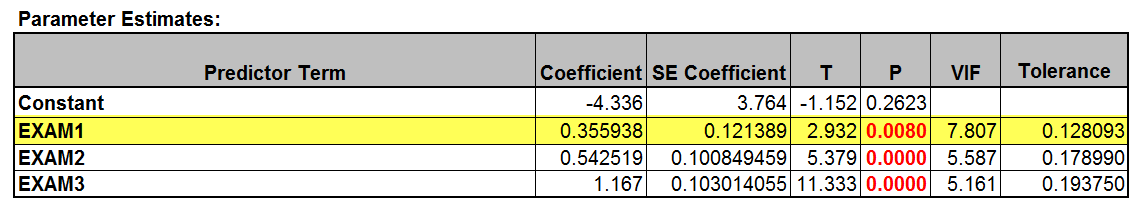 Parameter Estimates:
Predictor Term Coefficient SE Coefficient T P VIF Tolerance
Constant -4.336 3.764 -1.152 0.2623
EXAM1 0.355938 0.121389 2.932 0.0080 7.807 0.128093
EXAM2 0.542519 0.100849459 5.379 0.0000 5.587 0.178990
EXAM3 1.167 0.103014055 11.333 0.0000 5.161 0.193750